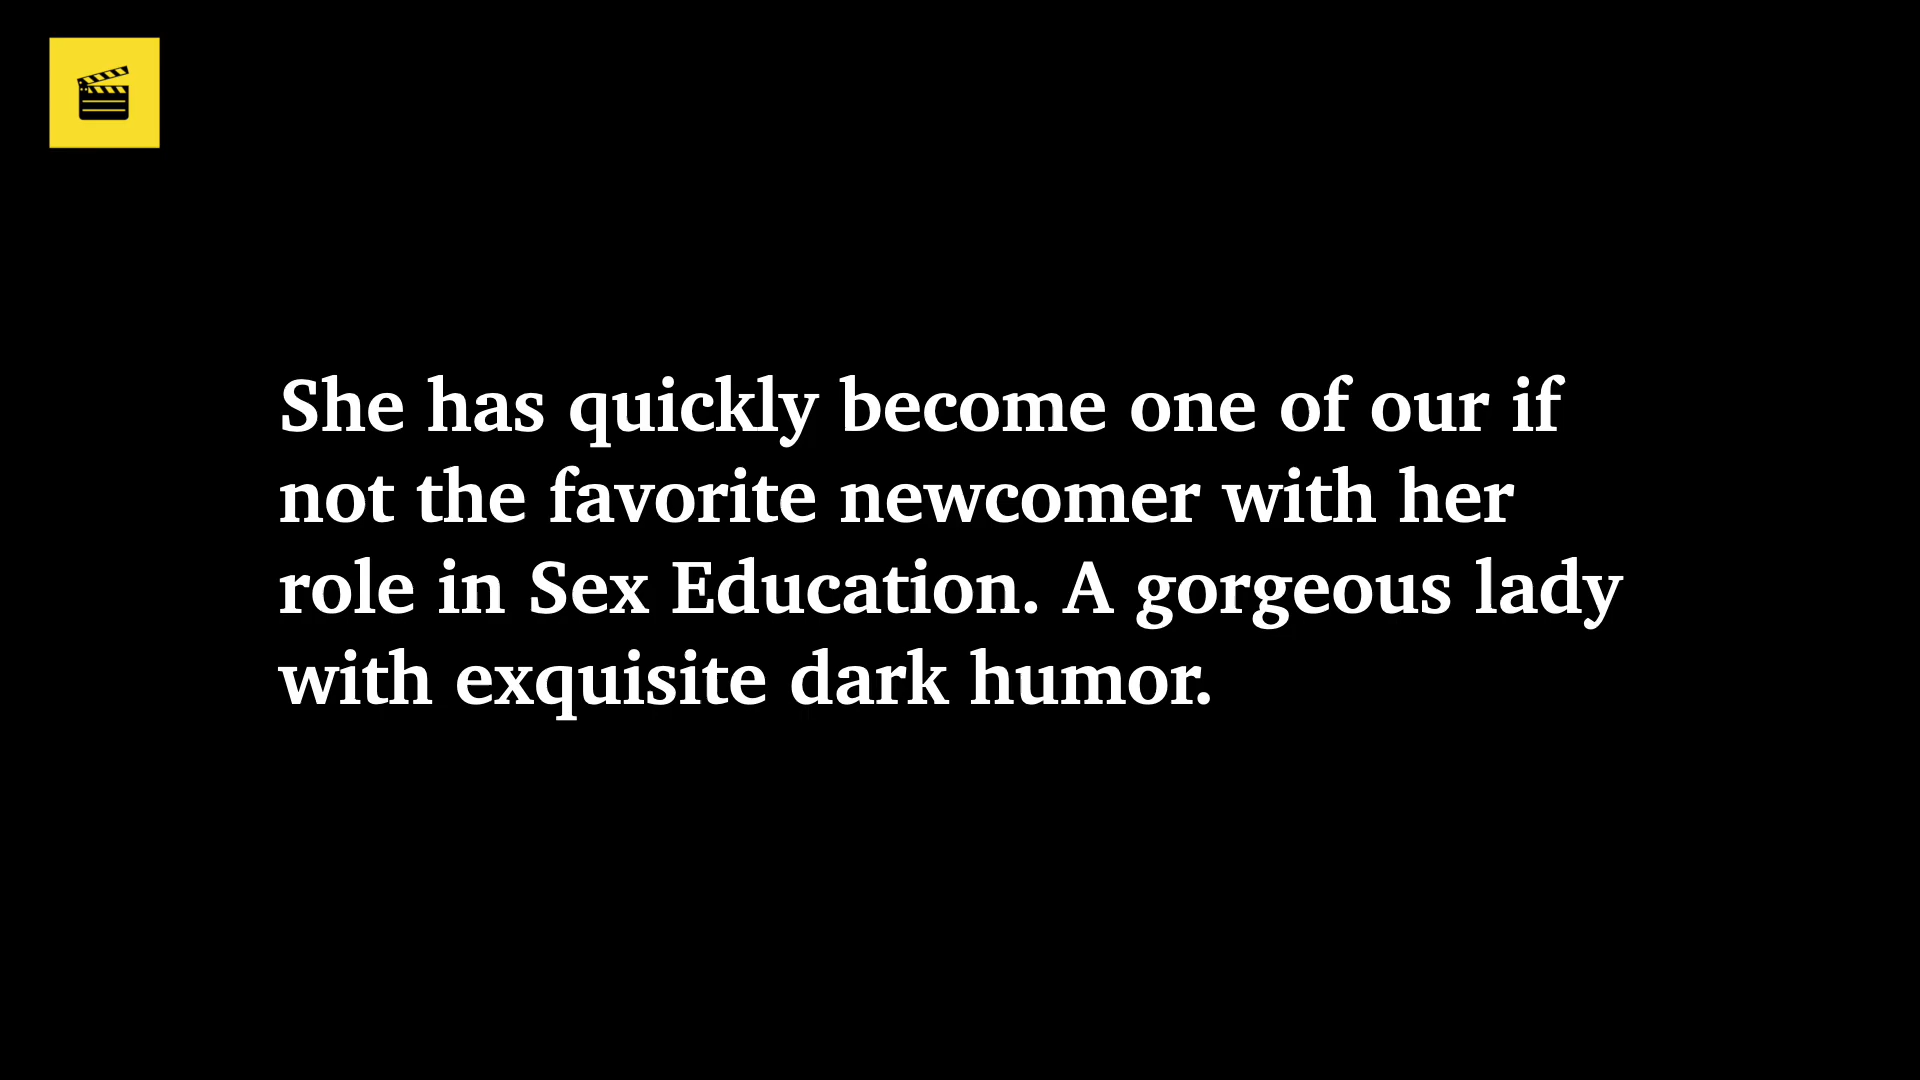 She has quickly become one of our if
not the favorite newcomer with her
role in Sex Education. A gorgeous lady
with exquisite dark humor.